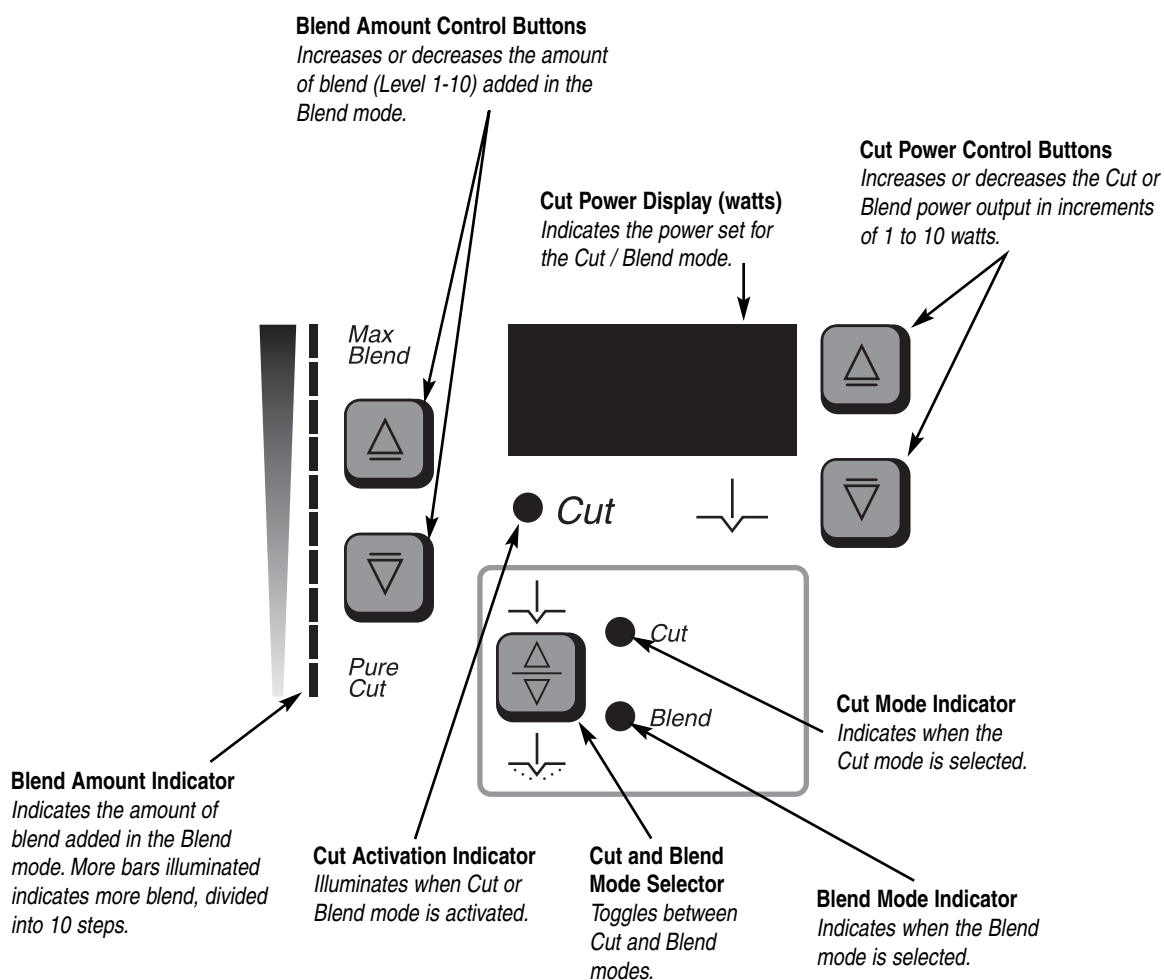 Blend Amount Control Buttons
Increases or decreases the amount
of blend (Level 1-10) added in the
Blend mode.
Cut Power Control Buttons
Increases or decreases the Cut or
Blend power output in increments
of 1 to 10 watts.
Cut Power Display (watts)
Indicates the power set for
the Cut / Blend mode.
Max
Blend
Cut
Pure
Cut
Cut
Blend
Cut Mode Indicator
Indicates when the
Cut mode is selected.
Blend Amount Indicator
Indicates the amount of
blend added in the Blend
mode. More bars illuminated
indicates more blend, divided
into 10 steps.
Cut Activation Indicator
Illuminates when Cut or
Blend mode is activated.
Cut and Blend
Mode Selector
Toggles between
Cut and Blend
modes.
Blend Mode Indicator
Indicates when the Blend
mode is selected.